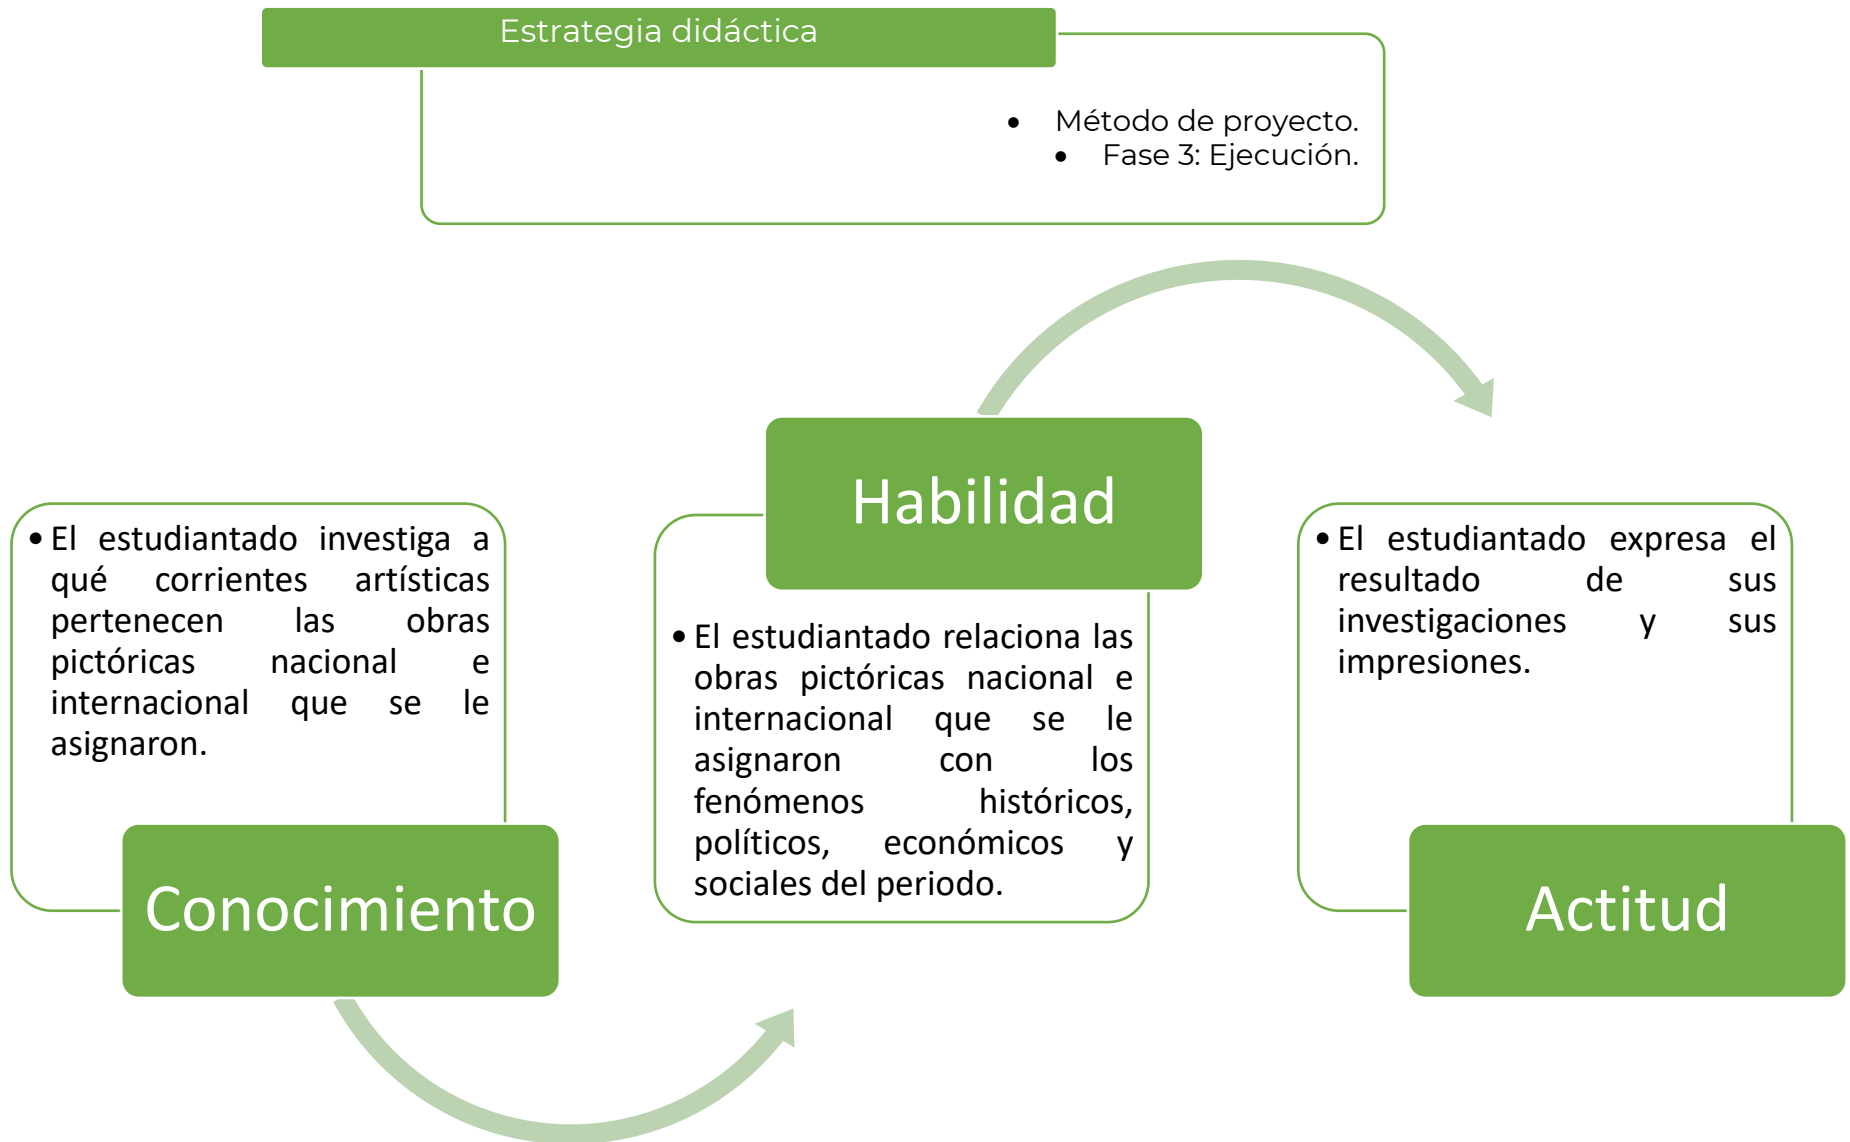 Estrategia didáctica
• Método de proyecto.
• Fase 3: Ejecución.
• El estudiantado investiga a
qué corrientes artísticas
pertenecen las obras
pictóricas nacional e
internacional que se le
asignaron.
Conocimiento
Habilidad
• El estudiantado relaciona las
obras pictóricas nacional e
internacional que se le
asignaron con los
fenómenos históricos,
políticos, económicos y
sociales del periodo.
• El estudiantado expresa el
resultado de sus
investigaciones y sus
impresiones.
Actitud